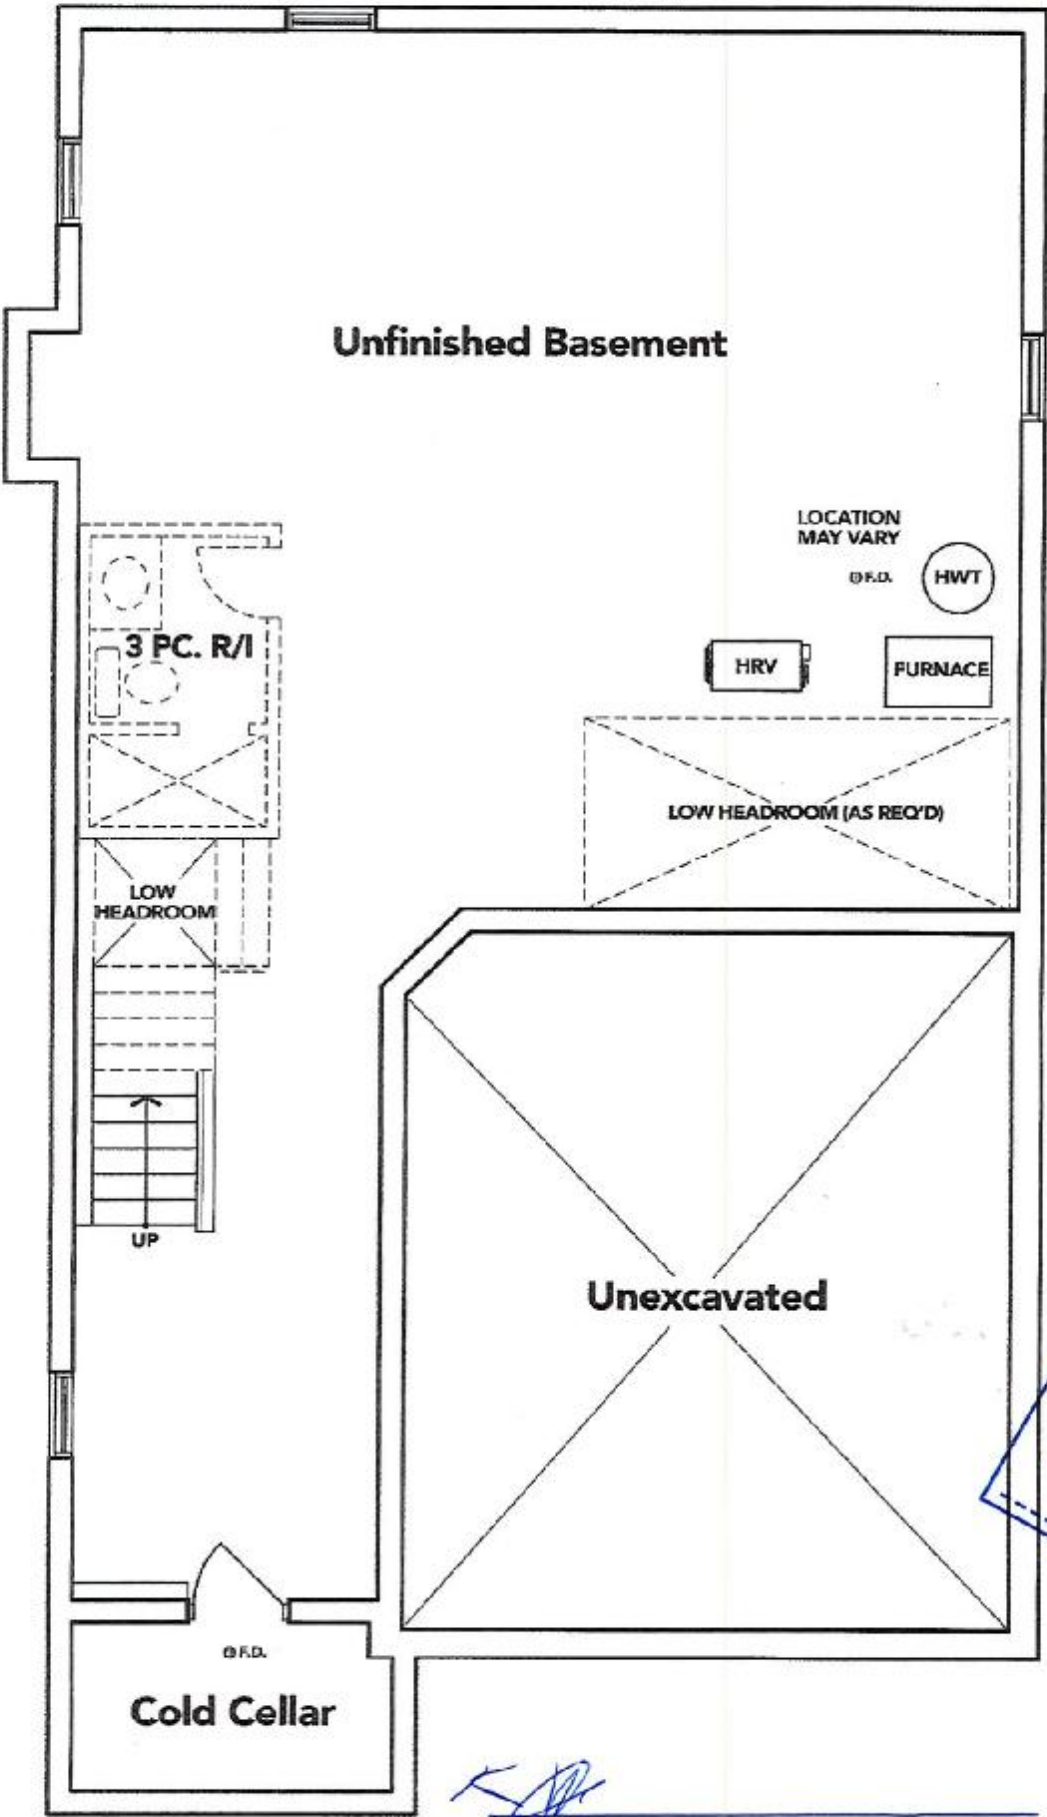 Unfinished Basement
LOCATION
MAY VARY
F.D.
HWT
3 PC. R/I
HRV
FURNACE
LOW HEADROOM (AS REQ'D)
LOW
HEADROOM
UP
Unexcavated
F.D.
Cold Cellar